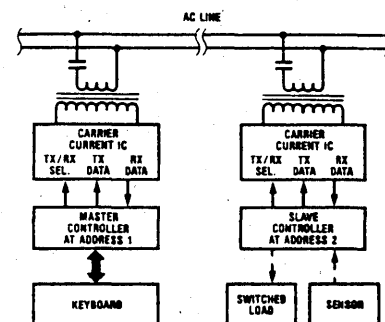 AC LINE
CARRIER
CURRENT IC
TX/RX TX RX
SEL. DATA DATA
MASTER
CONTROLLER
AT ADDRESS 1
KEYBOARD
CARRIER
CURRENT IC
TX/RX TX RX
SEL. DATA DATA
SLAVE
CONTROLLER
AT ADDRESS 2
SWITCHED
LOAD
SENSOR